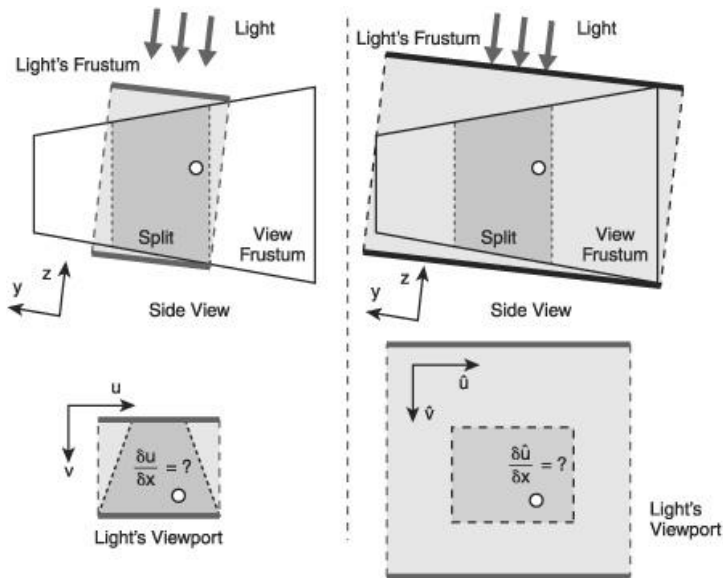 Light
Light's Frustum
Split
View
Frustum
z
y
Side View
u
v
δu
δx
= ?
Light's Viewport
Light
Light's Frustum
Split
View
Frustum
z
y
Side View
û
v̂
δû
δx
= ?
Light's
Viewport